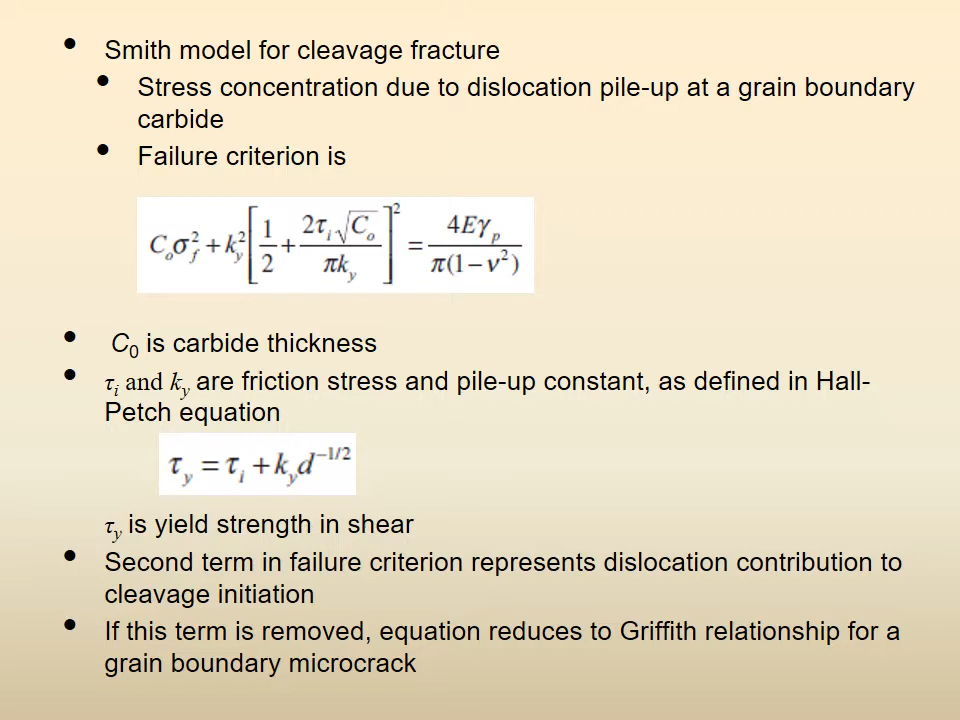 • Smith model for cleavage fracture
• Stress concentration due to dislocation pile-up at a grain boundary
carbide
• Failure criterion is
C_o σ_f^2 + k_y^2 [ 1/2 + 2τ_i √C_o / πk_y ]^2 = 4Eγ_p / π(1 − ν^2)
• C_0 is carbide thickness
• τ_i and k_y are friction stress and pile-up constant, as defined in Hall-
Petch equation
τ_y = τ_i + k_y d^{−1/2}
τ_y is yield strength in shear
• Second term in failure criterion represents dislocation contribution to
cleavage initiation
• If this term is removed, equation reduces to Griffith relationship for a
grain boundary microcrack